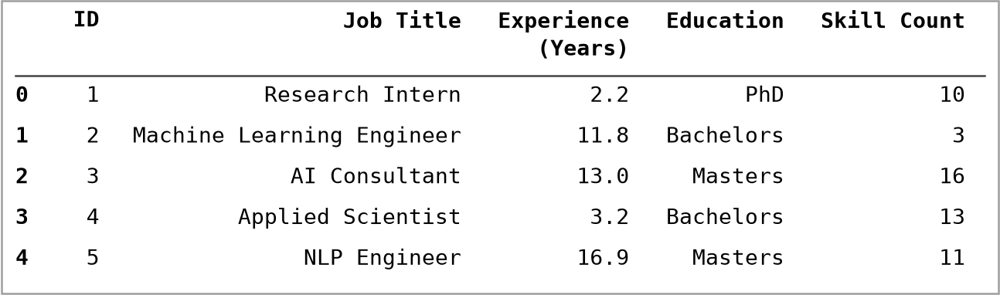 ID Job Title Experience (Years) Education Skill Count
0 1 Research Intern 2.2 PhD 10
1 2 Machine Learning Engineer 11.8 Bachelors 3
2 3 AI Consultant 13.0 Masters 16
3 4 Applied Scientist 3.2 Bachelors 13
4 5 NLP Engineer 16.9 Masters 11